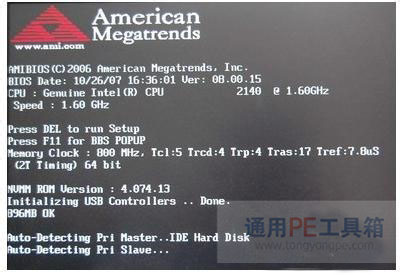 American
Megatrends
www.ami.com
AMIBIOS(C)2006 American Megatrends, Inc.
BIOS Date: 10/26/07 16:36:01 Ver: 08.00.15
CPU : Genuine Intel(R) CPU 2140 @ 1.60GHz
Speed : 1.60 GHz
Press DEL to run Setup
Press F11 for BBS POPUP
Memory Clock : 800 MHz, Tcl:5 Trcd:4 Trp:4 Tras:17 Tref:7.8uS
(2T Timing) 64 bit
NVMM ROM Version : 4.074.13
Initializing USB Controllers .. Done.
896MB OK
Auto-Detecting Pri Master..IDE Hard Disk
Auto-Detecting Pri Slave...
通用PE工具箱
www.tongyongpe.com